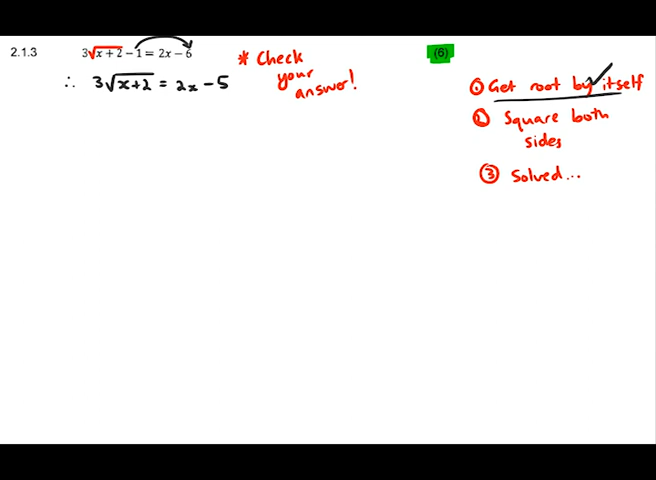 2.1.3 3√x + 2 − 1 = 2x − 6 (6)
* Check your answer!
∴ 3√x+2 = 2x − 5
① Get root by itself
② Square both sides
③ Solved...